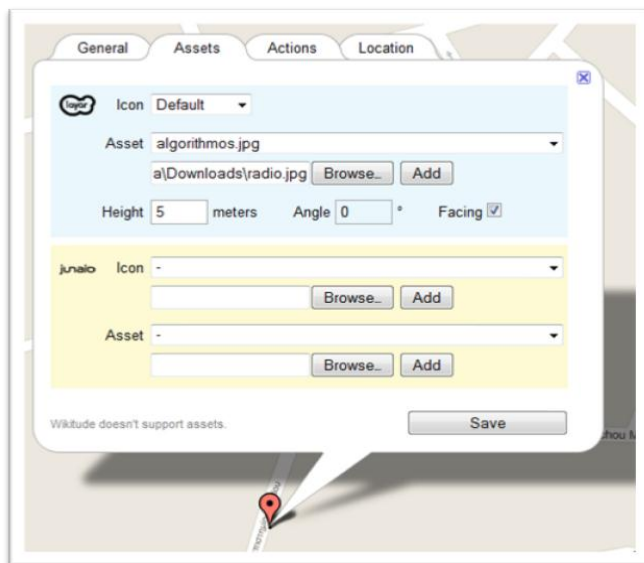 General Assets Actions Location
layar Icon Default
Asset algorithmos.jpg
a\Downloads\radio.jpg Browse... Add
Height 5 meters Angle 0 ° Facing
junaio Icon -
Browse... Add
Asset -
Browse... Add
Wikitude doesn't support assets. Save